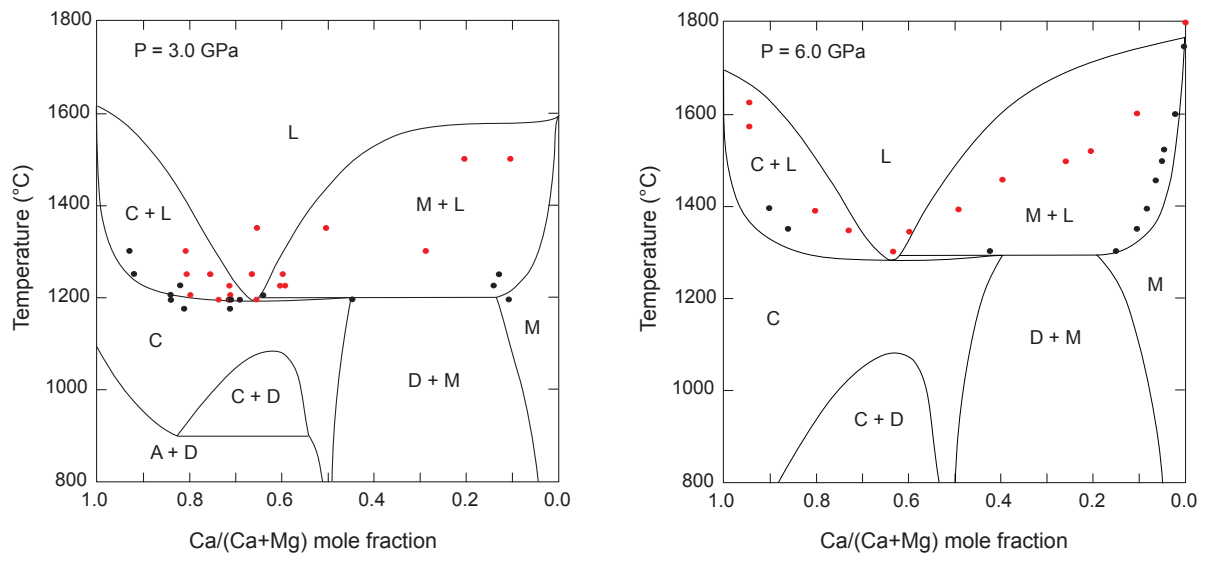 P = 3.0 GPa
1800
1600
1400
1200
1000
800
Temperature (°C)
L
C + L
M + L
C
M
C + D
D + M
A + D
1.0 0.8 0.6 0.4 0.2 0.0
Ca/(Ca+Mg) mole fraction
P = 6.0 GPa
1800
1600
1400
1200
1000
800
Temperature (°C)
L
C + L
M + L
C
M
D + M
C + D
1.0 0.8 0.6 0.4 0.2 0.0
Ca/(Ca+Mg) mole fraction